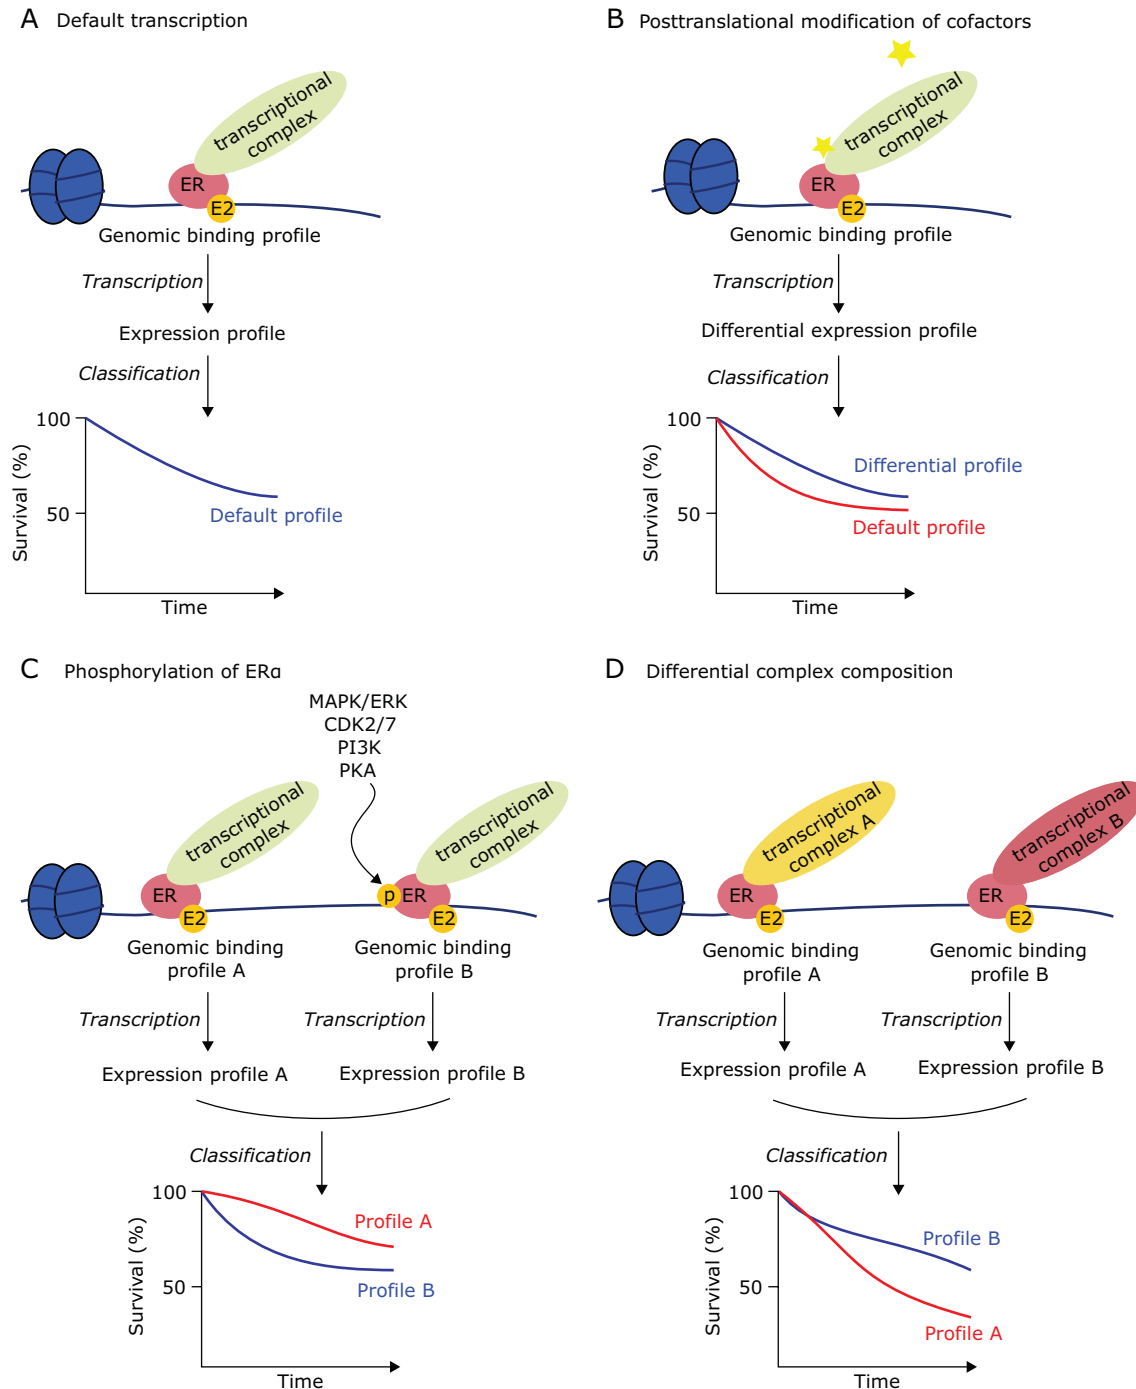 A Default transcription
transcriptional
complex
ER
E2
Genomic binding profile
Transcription
Expression profile
Classification
100
50
Survival (%)
Default profile
Time
B Posttranslational modification of cofactors
transcriptional
complex
ER
E2
Genomic binding profile
Transcription
Differential expression profile
Classification
100
50
Survival (%)
Differential profile
Default profile
Time
C Phosphorylation of ERα
MAPK/ERK
CDK2/7
PI3K
PKA
transcriptional
complex
ER
E2
transcriptional
complex
p
ER
E2
Genomic binding
profile A
Genomic binding
profile B
Transcription
Transcription
Expression profile A
Expression profile B
Classification
100
50
Survival (%)
Profile A
Profile B
Time
D Differential complex composition
transcriptional
complex A
ER
E2
transcriptional
complex B
ER
E2
Genomic binding
profile A
Genomic binding
profile B
Transcription
Transcription
Expression profile A
Expression profile B
Classification
100
50
Survival (%)
Profile B
Profile A
Time